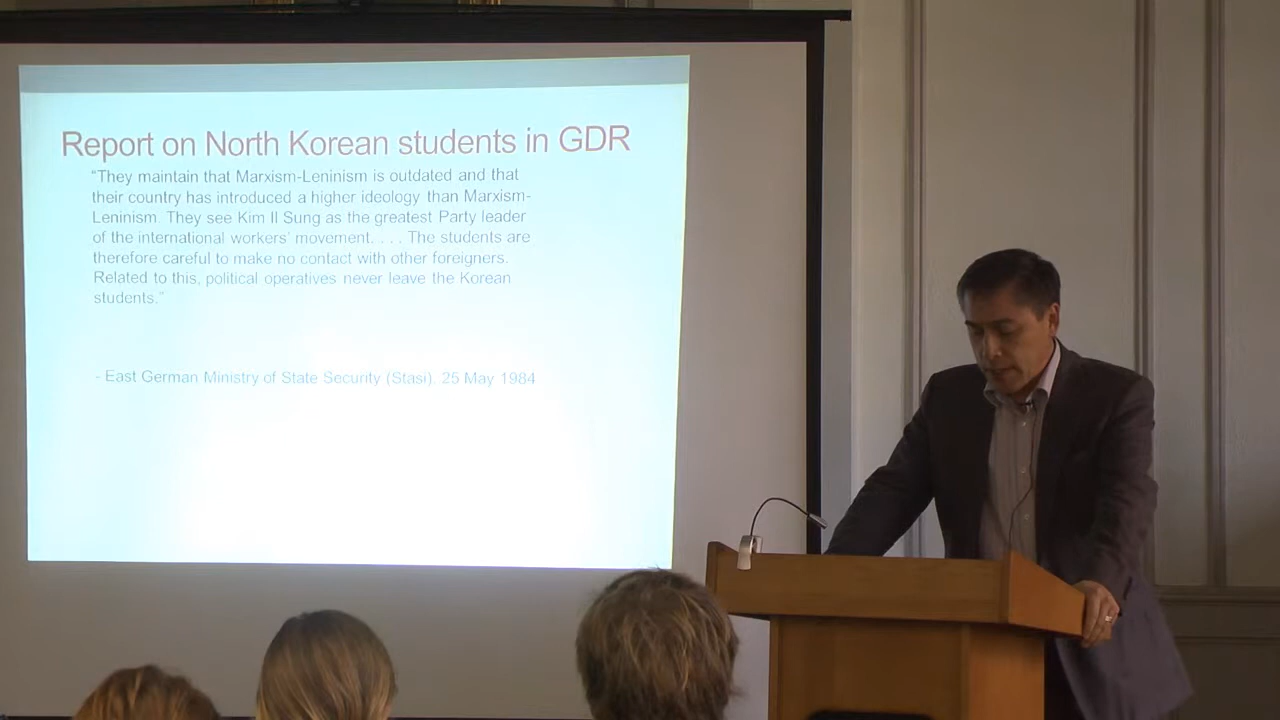 Report on North Korean students in GDR
“They maintain that Marxism-Leninism is outdated and that
their country has introduced a higher ideology than Marxism-
Leninism. They see Kim Il Sung as the greatest Party leader
of the international workers’ movement. . . . The students are
therefore careful to make no contact with other foreigners.
Related to this, political operatives never leave the Korean
students.”
- East German Ministry of State Security (Stasi), 25 May 1984